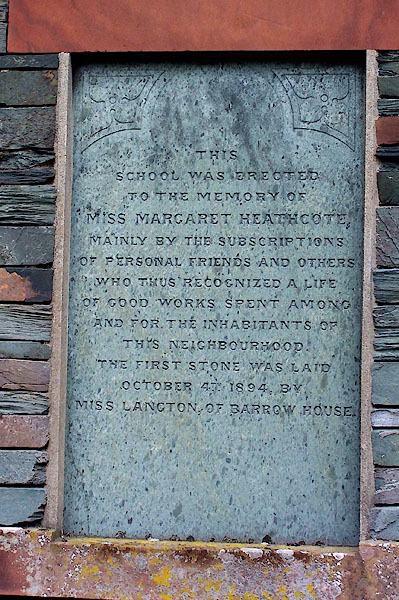 THIS
SCHOOL WAS ERECTED
TO THE MEMORY OF
MISS MARGARET HEATHCOTE,
MAINLY BY THE SUBSCRIPTIONS
OF PERSONAL FRIENDS AND OTHERS
WHO THUS RECOGNIZED A LIFE
OF GOOD WORKS SPENT AMONG
AND FOR THE INHABITANTS OF
THIS NEIGHBOURHOOD.
THE FIRST STONE WAS LAID
OCTOBER 4TH 1894, BY
MISS LANGTON, OF BARROW HOUSE.